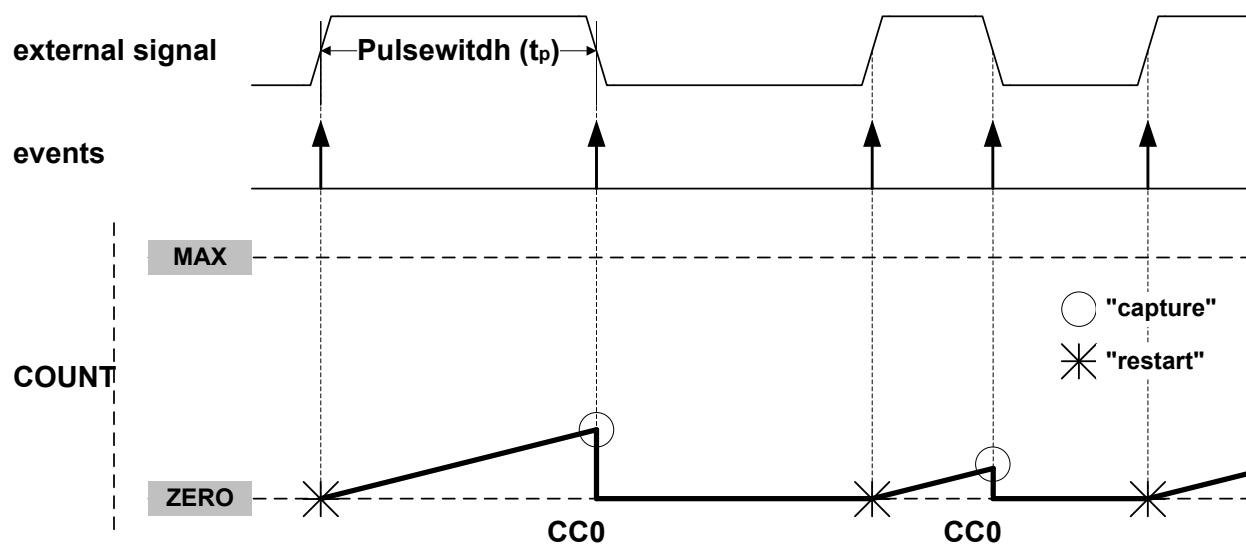 external signal
Pulsewitdh (tp)
events
MAX
"capture"
"restart"
COUNT
ZERO
CC0 CC0